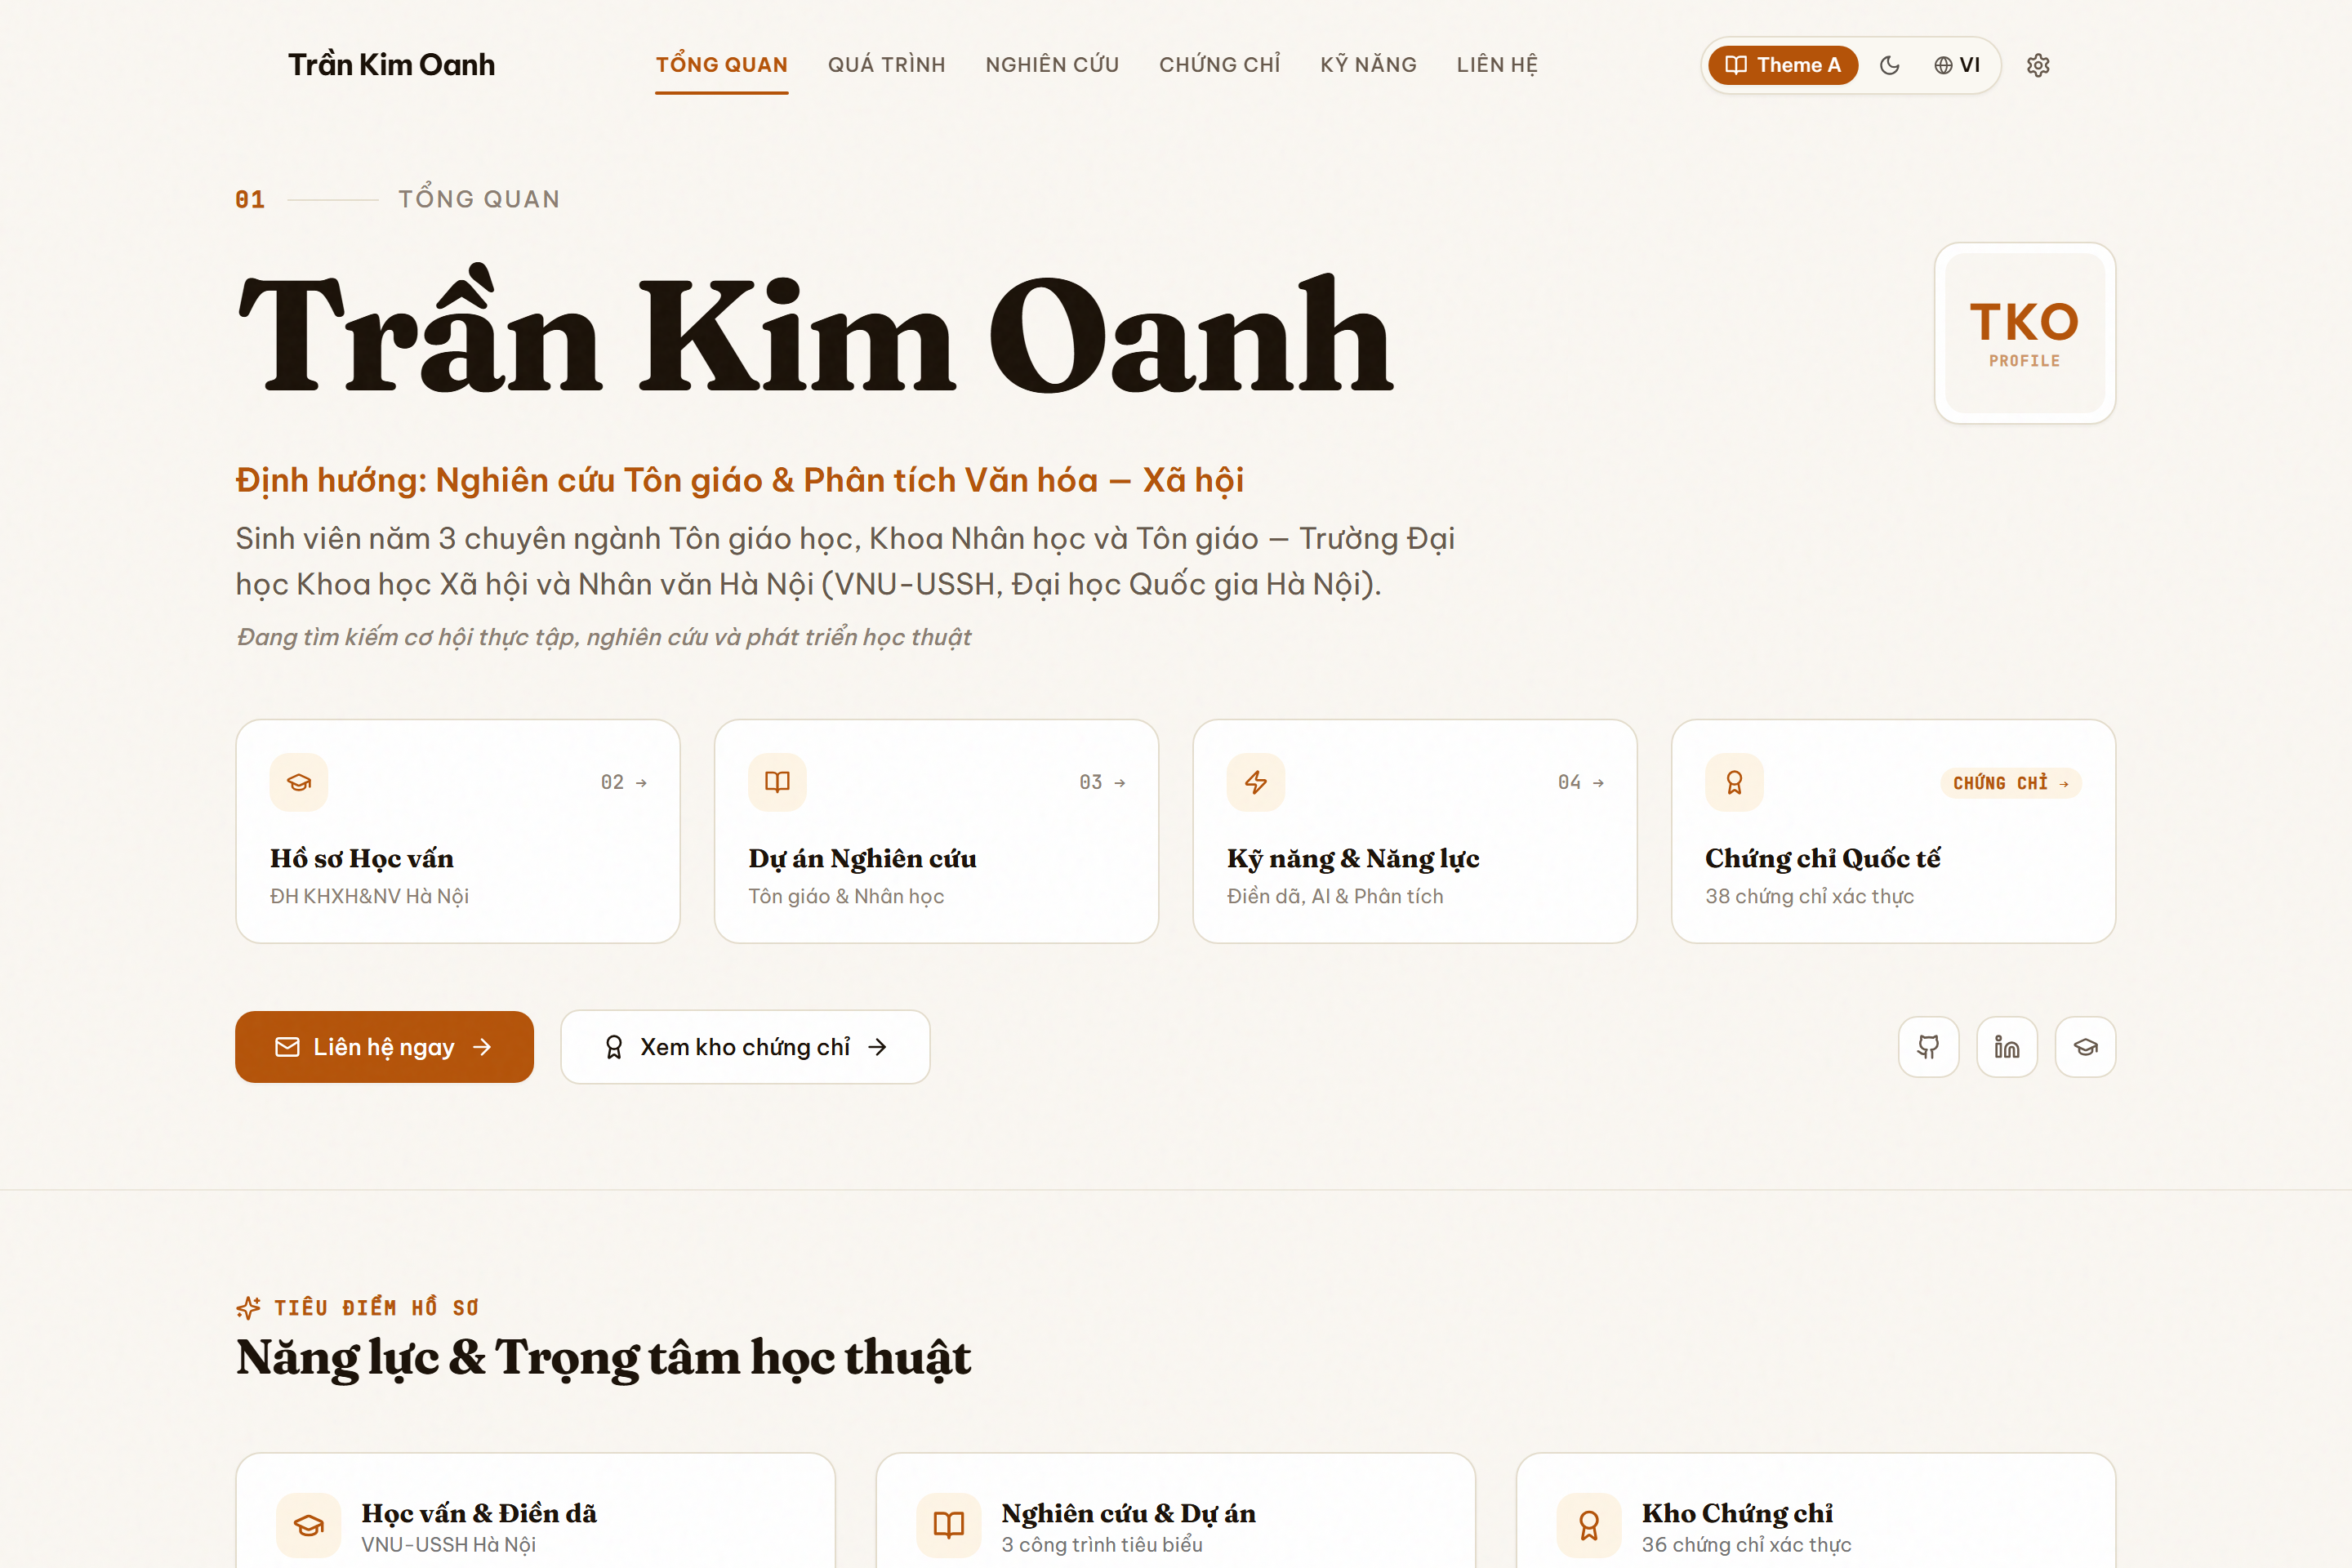 Trần Kim Oanh
TỔNG QUAN
QUÁ TRÌNH
NGHIÊN CỨU
CHỨNG CHỈ
KỸ NĂNG
LIÊN HỆ
Theme A
VI
01
TỔNG QUAN
Trần Kim Oanh
TKO
PROFILE
Định hướng: Nghiên cứu Tôn giáo & Phân tích Văn hóa — Xã hội
Sinh viên năm 3 chuyên ngành Tôn giáo học, Khoa Nhân học và Tôn giáo — Trường Đại
học Khoa học Xã hội và Nhân văn Hà Nội (VNU-USSH, Đại học Quốc gia Hà Nội).
Đang tìm kiếm cơ hội thực tập, nghiên cứu và phát triển học thuật
02 →
Hồ sơ Học vấn
ĐH KHXH&NV Hà Nội
03 →
Dự án Nghiên cứu
Tôn giáo & Nhân học
04 →
Kỹ năng & Năng lực
Điền dã, AI & Phân tích
CHỨNG CHỈ →
Chứng chỉ Quốc tế
38 chứng chỉ xác thực
Liên hệ ngay →
Xem kho chứng chỉ →
TIÊU ĐIỂM HỒ SƠ
Năng lực & Trọng tâm học thuật
Học vấn & Điền dã
VNU-USSH Hà Nội
Nghiên cứu & Dự án
3 công trình tiêu biểu
Kho Chứng chỉ
36 chứng chỉ xác thực